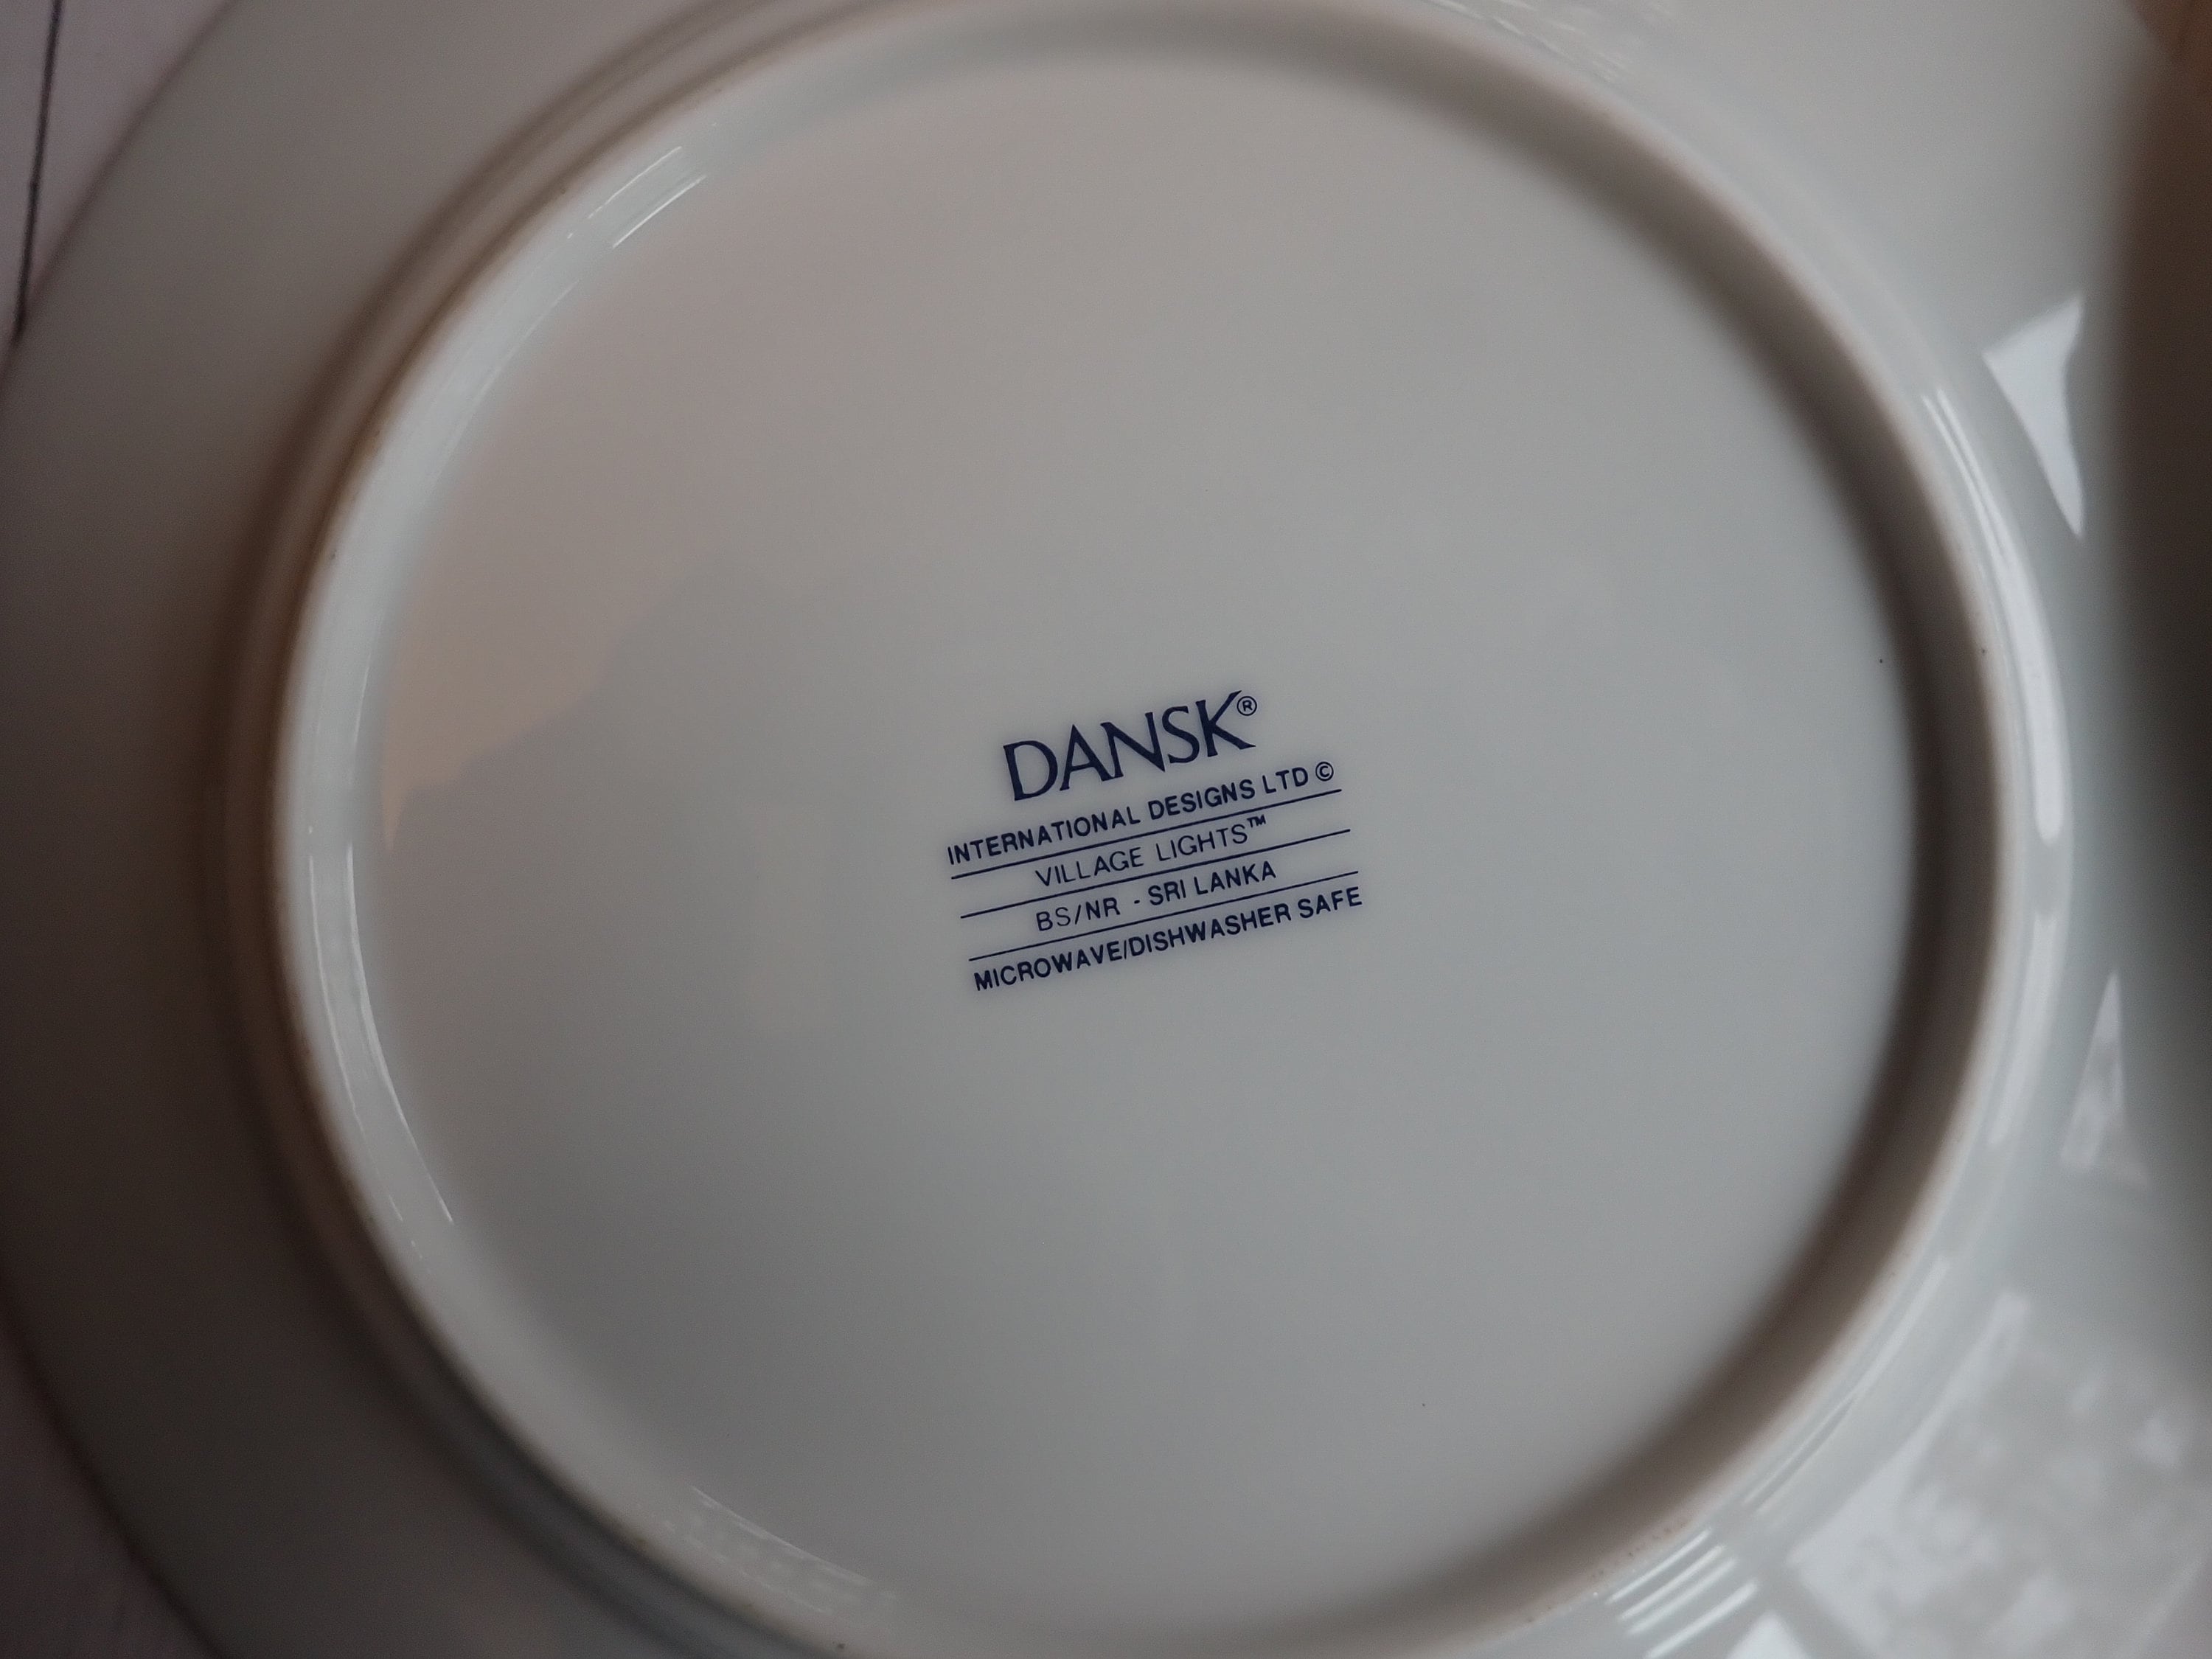 DANSK®
INTERNATIONAL DESIGNS LTD ©
VILLAGE LIGHTS™
BS/NR - SRI LANKA
MICROWAVE/DISHWASHER SAFE